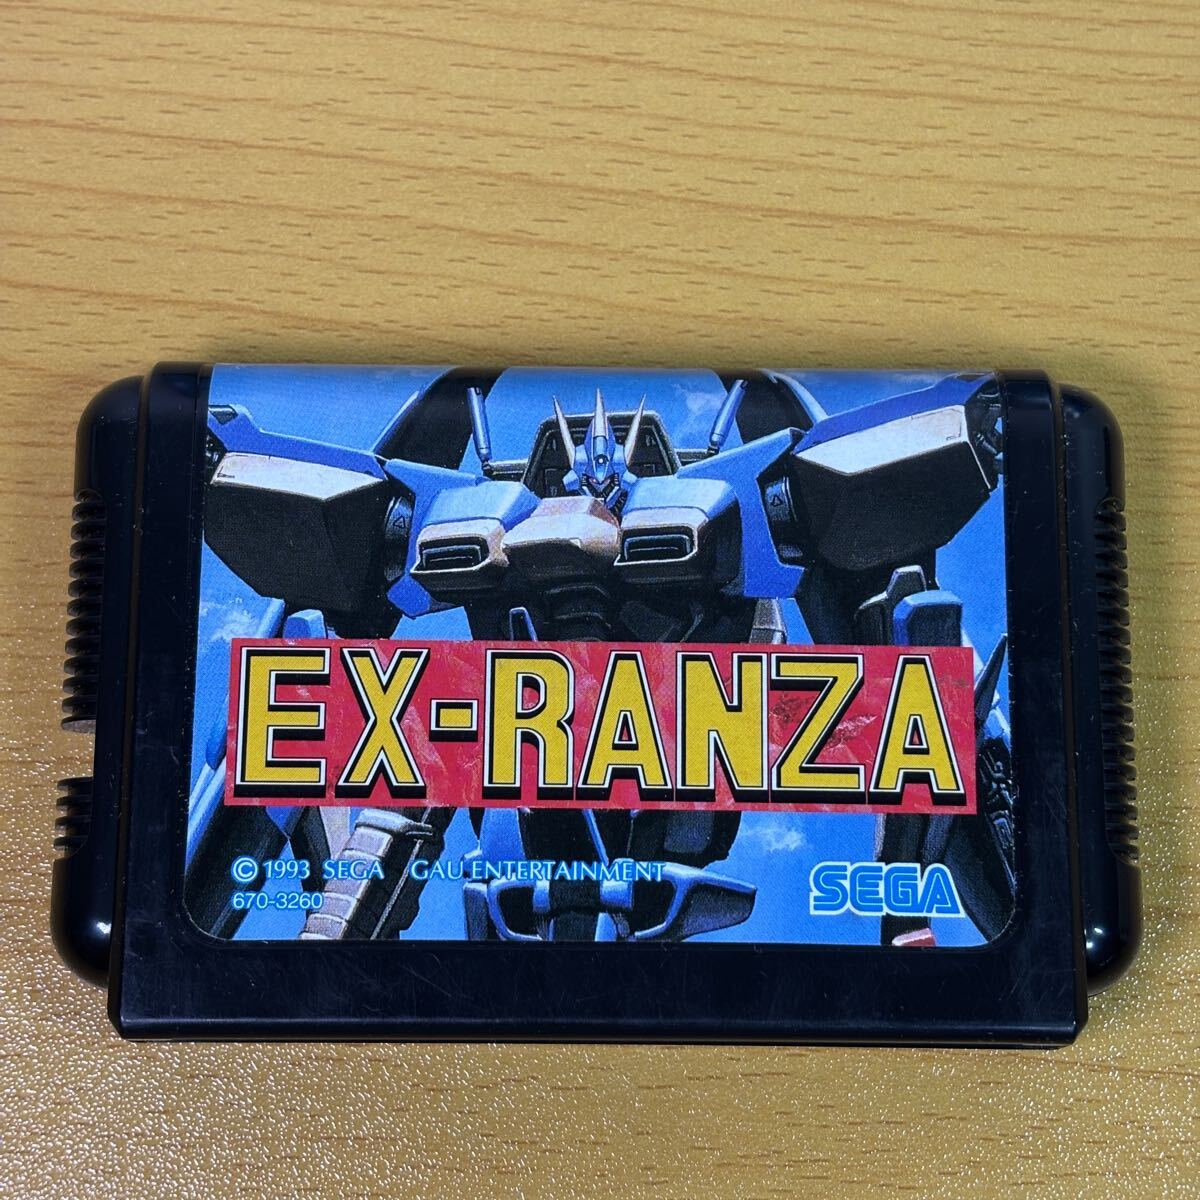 EX-RANZA
© 1993 SEGA GAU ENTERTAINMENT
670-3260
SEGA